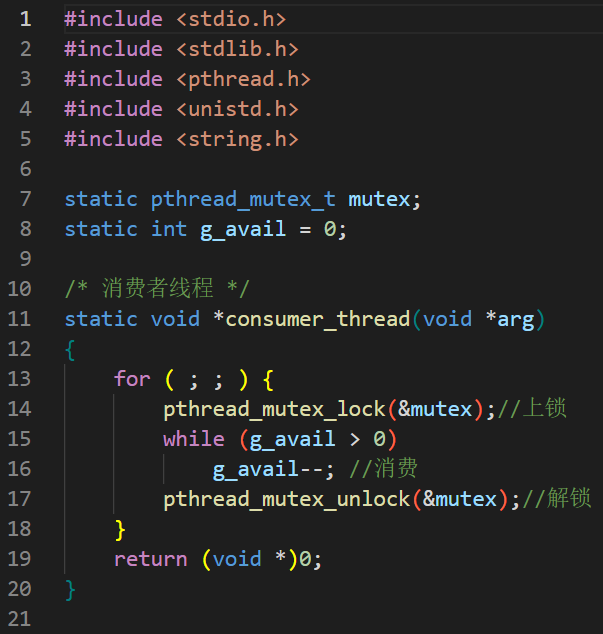 1 #include <stdio.h>
2 #include <stdlib.h>
3 #include <pthread.h>
4 #include <unistd.h>
5 #include <string.h>
6
7 static pthread_mutex_t mutex;
8 static int g_avail = 0;
9
10 /* 消费者线程 */
11 static void *consumer_thread(void *arg)
12 {
13     for ( ; ; ) {
14         pthread_mutex_lock(&mutex);//上锁
15         while (g_avail > 0)
16             g_avail--; //消费
17         pthread_mutex_unlock(&mutex);//解锁
18     }
19     return (void *)0;
20 }
21